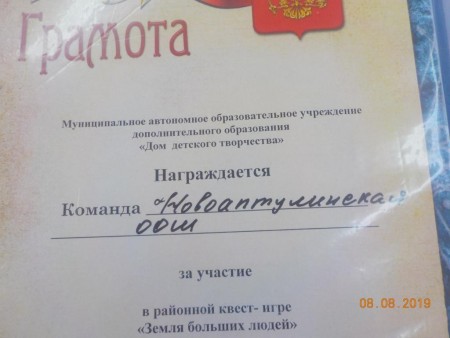 Грамота
Муниципальное автономное образовательное учреждение
дополнительного образования
«Дом детского творчества»
Награждается
Команда «Новоаптулинская
ООШ
за участие
в районной квест- игре
«Земля больших людей»
08.08.2019